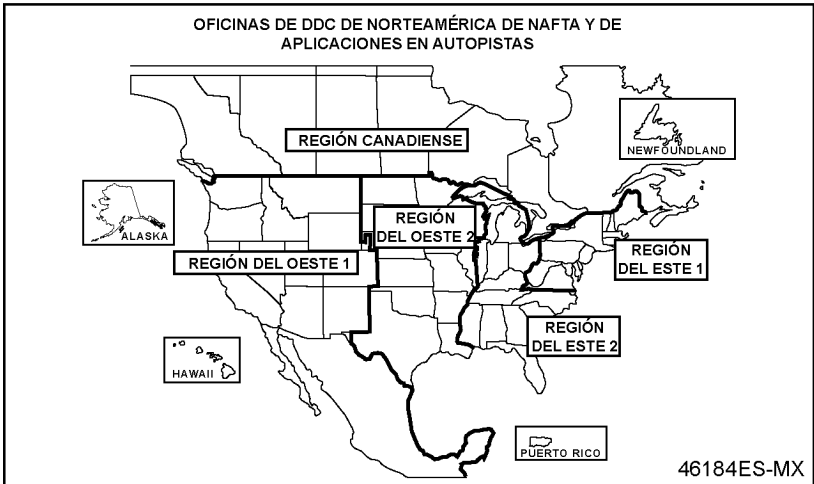 OFICINAS DE DDC DE NORTEAMÉRICA DE NAFTA Y DE
APLICACIONES EN AUTOPISTAS
REGIÓN CANADIENSE
NEWFOUNDLAND
ALASKA
REGIÓN
DEL OESTE 2
REGIÓN DEL OESTE 1
REGIÓN
DEL ESTE 1
REGIÓN
DEL ESTE 2
HAWAII
PUERTO RICO
46184ES-MX